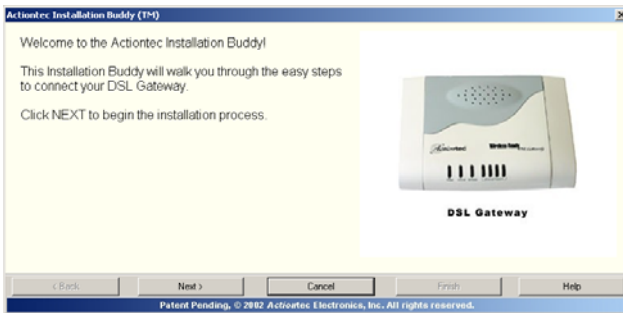 Actiontec Installation Buddy (TM)
Welcome to the Actiontec Installation Buddy!
This Installation Buddy will walk you through the easy steps
to connect your DSL Gateway.
Click NEXT to begin the installation process.
Actiontec
DSL Gateway
< Back
Next >
Cancel
Finish
Help
Patent Pending, © 2002 Actiontec Electronics, Inc. All rights reserved.